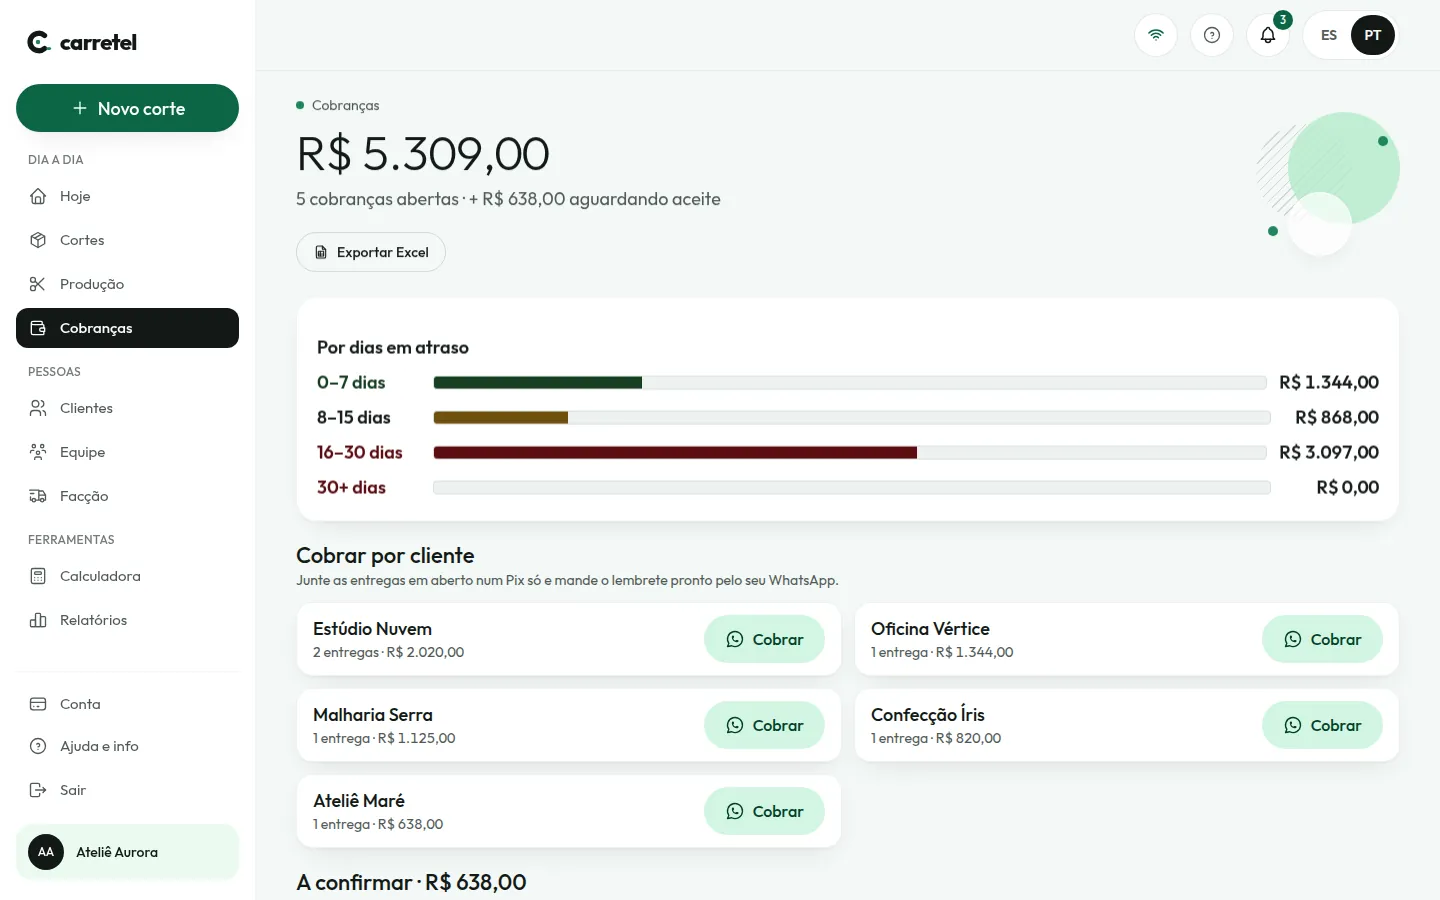 carretel
Novo corte
DIA A DIA
Hoje
Cortes
Produção
Cobranças
PESSOAS
Clientes
Equipe
Facção
FERRAMENTAS
Calculadora
Relatórios
Conta
Ajuda e info
Sair
AA
Ateliê Aurora
3
ES
PT
Cobranças
R$ 5.309,00
5 cobranças abertas · + R$ 638,00 aguardando aceite
Exportar Excel
Por dias em atraso
0–7 dias R$ 1.344,00
8–15 dias R$ 868,00
16–30 dias R$ 3.097,00
30+ dias R$ 0,00
Cobrar por cliente
Junte as entregas em aberto num Pix só e mande o lembrete pronto pelo seu WhatsApp.
Estúdio Nuvem
2 entregas · R$ 2.020,00
Cobrar
Oficina Vértice
1 entrega · R$ 1.344,00
Cobrar
Malharia Serra
1 entrega · R$ 1.125,00
Cobrar
Confecção Íris
1 entrega · R$ 820,00
Cobrar
Ateliê Maré
1 entrega · R$ 638,00
Cobrar
A confirmar · R$ 638,00